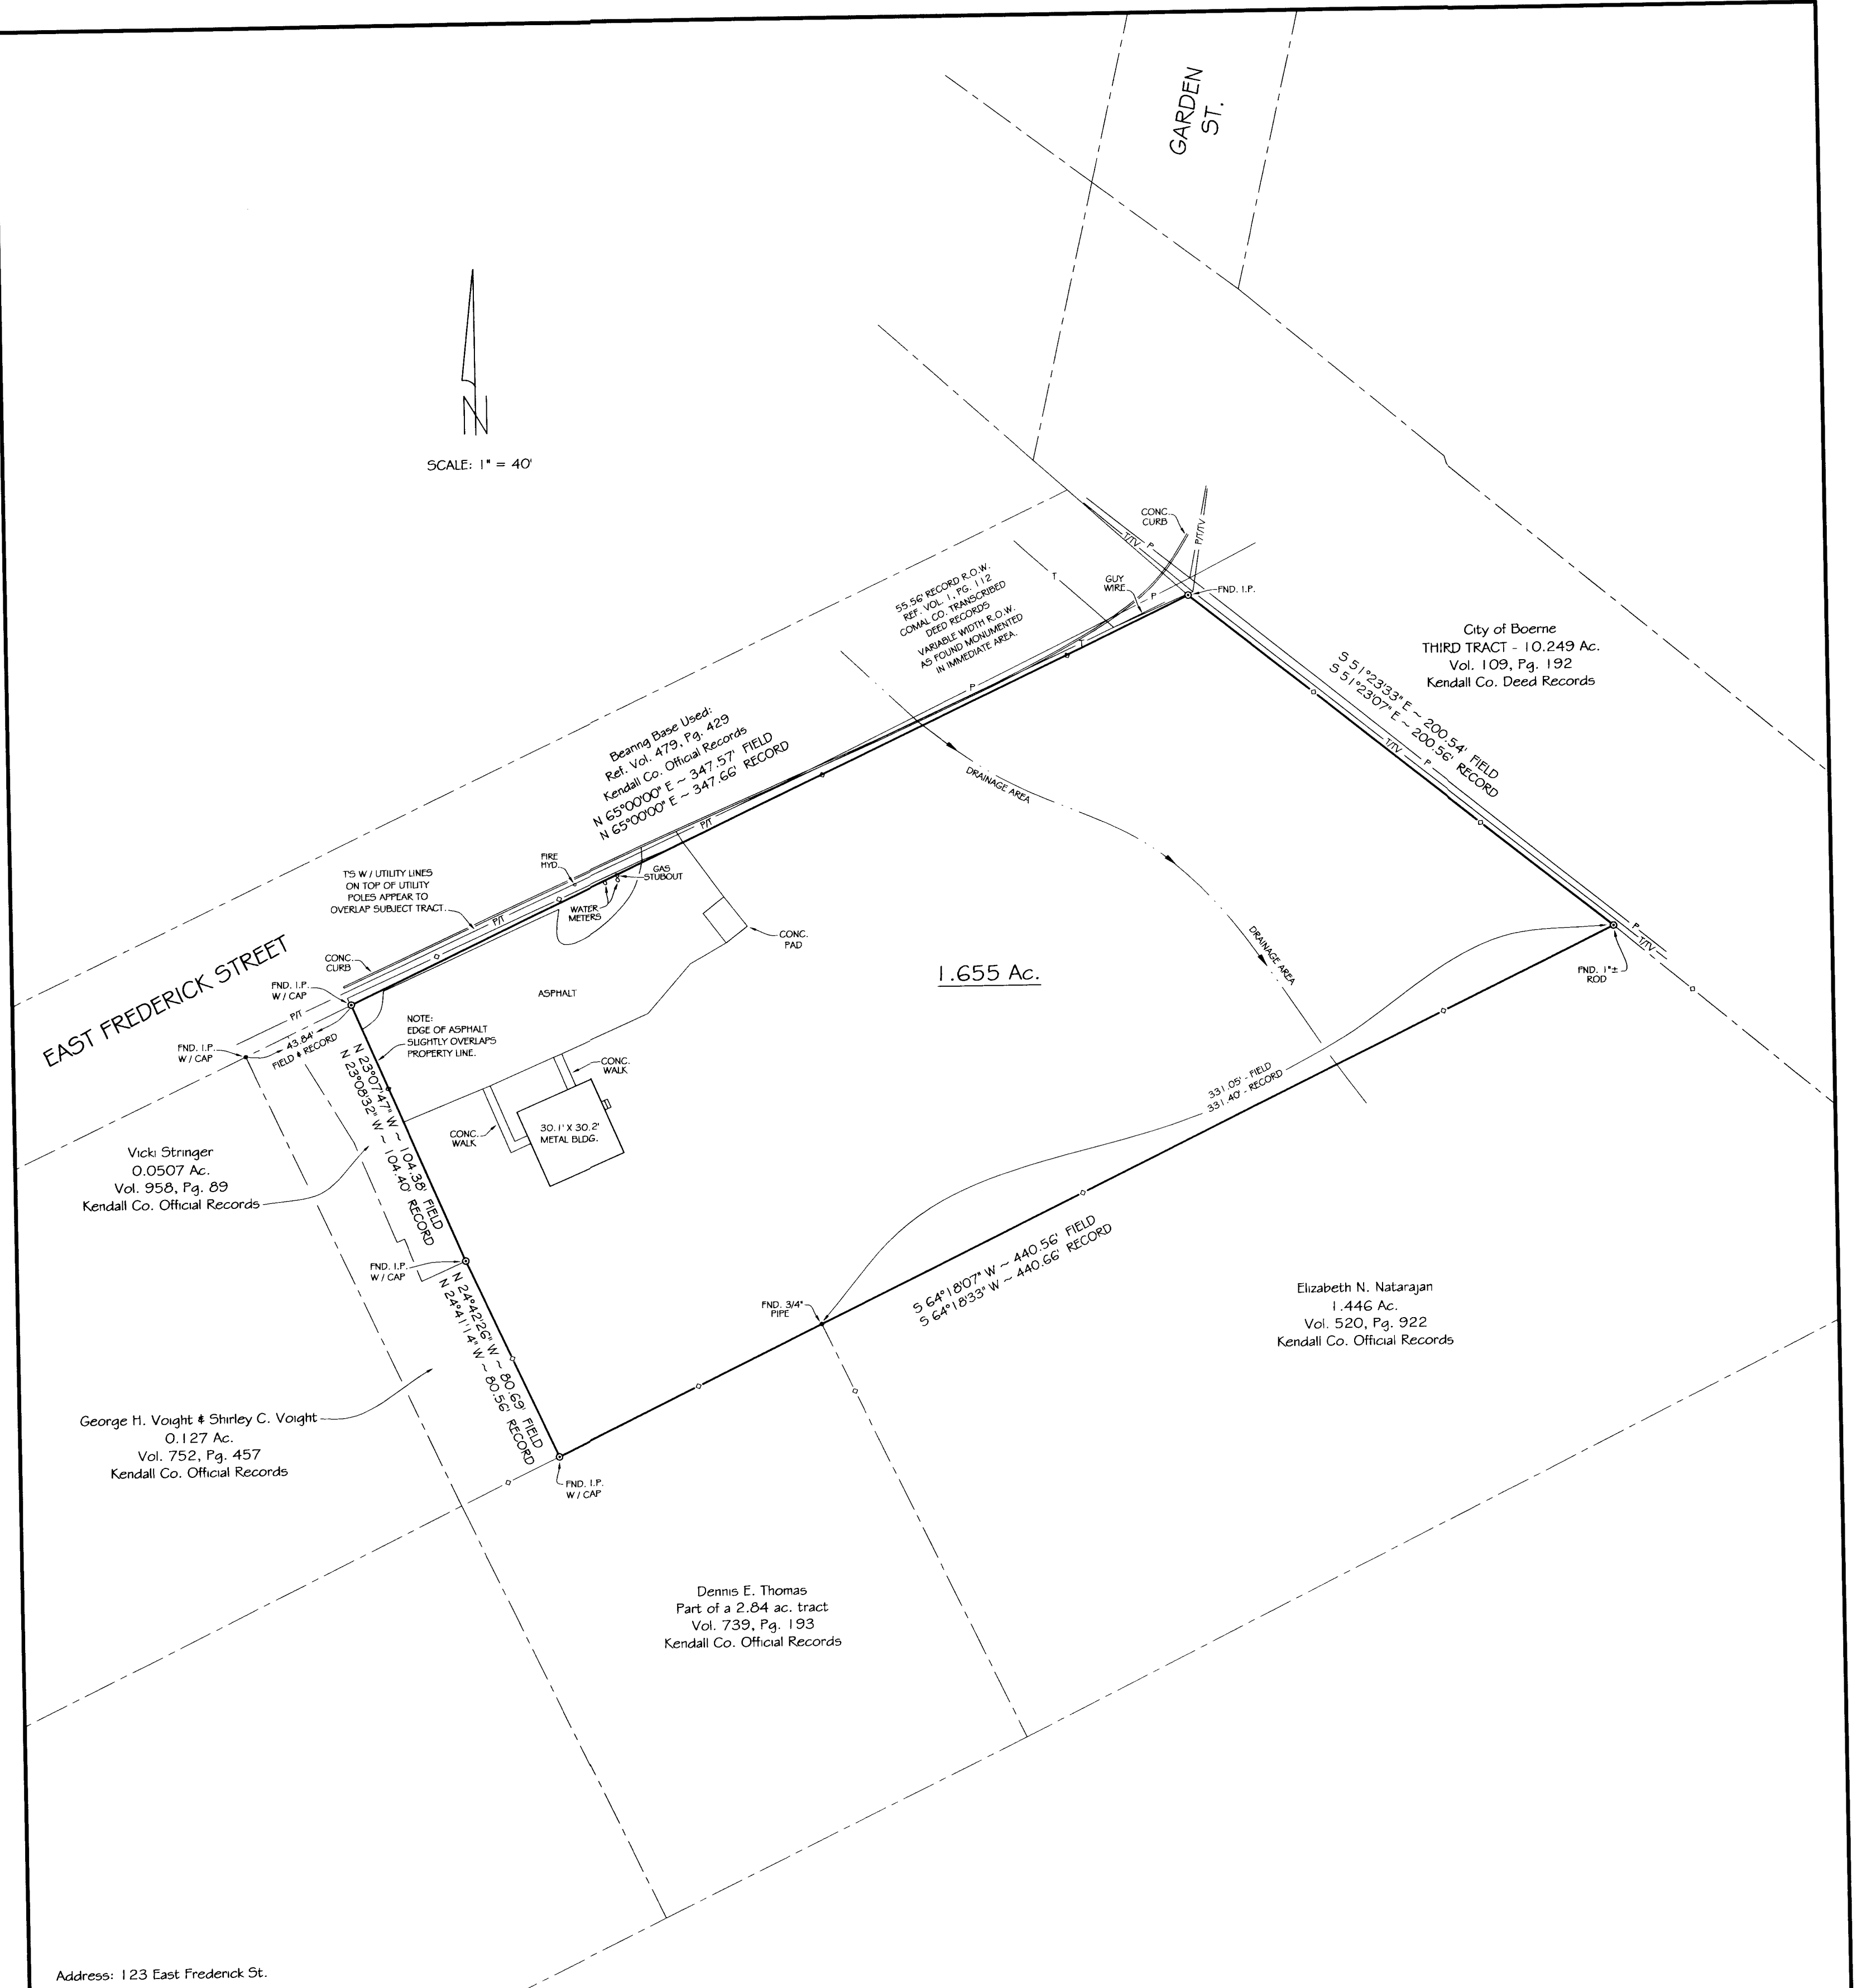 GARDEN
ST.
N
SCALE: 1" = 40'
CONC.
CURB
T/TV
P
P/T/TV
55.56' RECORD R.O.W.
REF. VOL. 1, PG. 112
COMAL CO. TRANSCRIBED
DEED RECORDS
VARIABLE WIDTH R.O.W.
AS FOUND MONUMENTED
IN IMMEDIATE AREA.
T
GUY
WIRE
P
FND. I.P.
T
P
City of Boerne
THIRD TRACT - 10.249 Ac.
Vol. 109, Pg. 192
Kendall Co. Deed Records
S 51°23'33" E ~ 200.54' FIELD
S 51°23'07" E ~ 200.56' RECORD
T/TV
P
Bearing Base Used:
Ref. Vol. 479, Pg. 429
Kendall Co. Official Records
N 65°00'00" E ~ 347.57' FIELD
N 65°00'00" E ~ 347.66' RECORD
DRAINAGE AREA
P/T
FIRE
HYD.
GAS
STUBOUT
WATER
METERS
TS W / UTILITY LINES
ON TOP OF UTILITY
POLES APPEAR TO
OVERLAP SUBJECT TRACT.
P/T
CONC.
PAD
EAST FREDERICK STREET
CONC.
CURB
FND. I.P.
W / CAP
ASPHALT
1.655 Ac.
DRAINAGE AREA
P
T/TV
FND. 1"±
ROD
P/T
FND. I.P.
W / CAP
43.84'
FIELD & RECORD
NOTE:
EDGE OF ASPHALT
SLIGHTLY OVERLAPS
PROPERTY LINE.
N 23°07'47" W ~ 104.38' FIELD
N 23°08'32" W ~ 104.40' RECORD
CONC.
WALK
CONC.
WALK
30.1' X 30.2'
METAL BLDG.
331.05' - FIELD
331.40' - RECORD
Vicki Stringer
0.0507 Ac.
Vol. 958, Pg. 89
Kendall Co. Official Records
FND. I.P.
W / CAP
N 24°42'26" W ~ 80.69' FIELD
N 24°41'14" W ~ 80.56' RECORD
FND. 3/4"
PIPE
S 64°18'07" W ~ 440.56' FIELD
S 64°18'33" W ~ 440.66' RECORD
Elizabeth N. Natarajan
1.446 Ac.
Vol. 520, Pg. 922
Kendall Co. Official Records
George H. Voight & Shirley C. Voight
0.127 Ac.
Vol. 752, Pg. 457
Kendall Co. Official Records
FND. I.P.
W / CAP
Dennis E. Thomas
Part of a 2.84 ac. tract
Vol. 739, Pg. 193
Kendall Co. Official Records
Address: 123 East Frederick St.